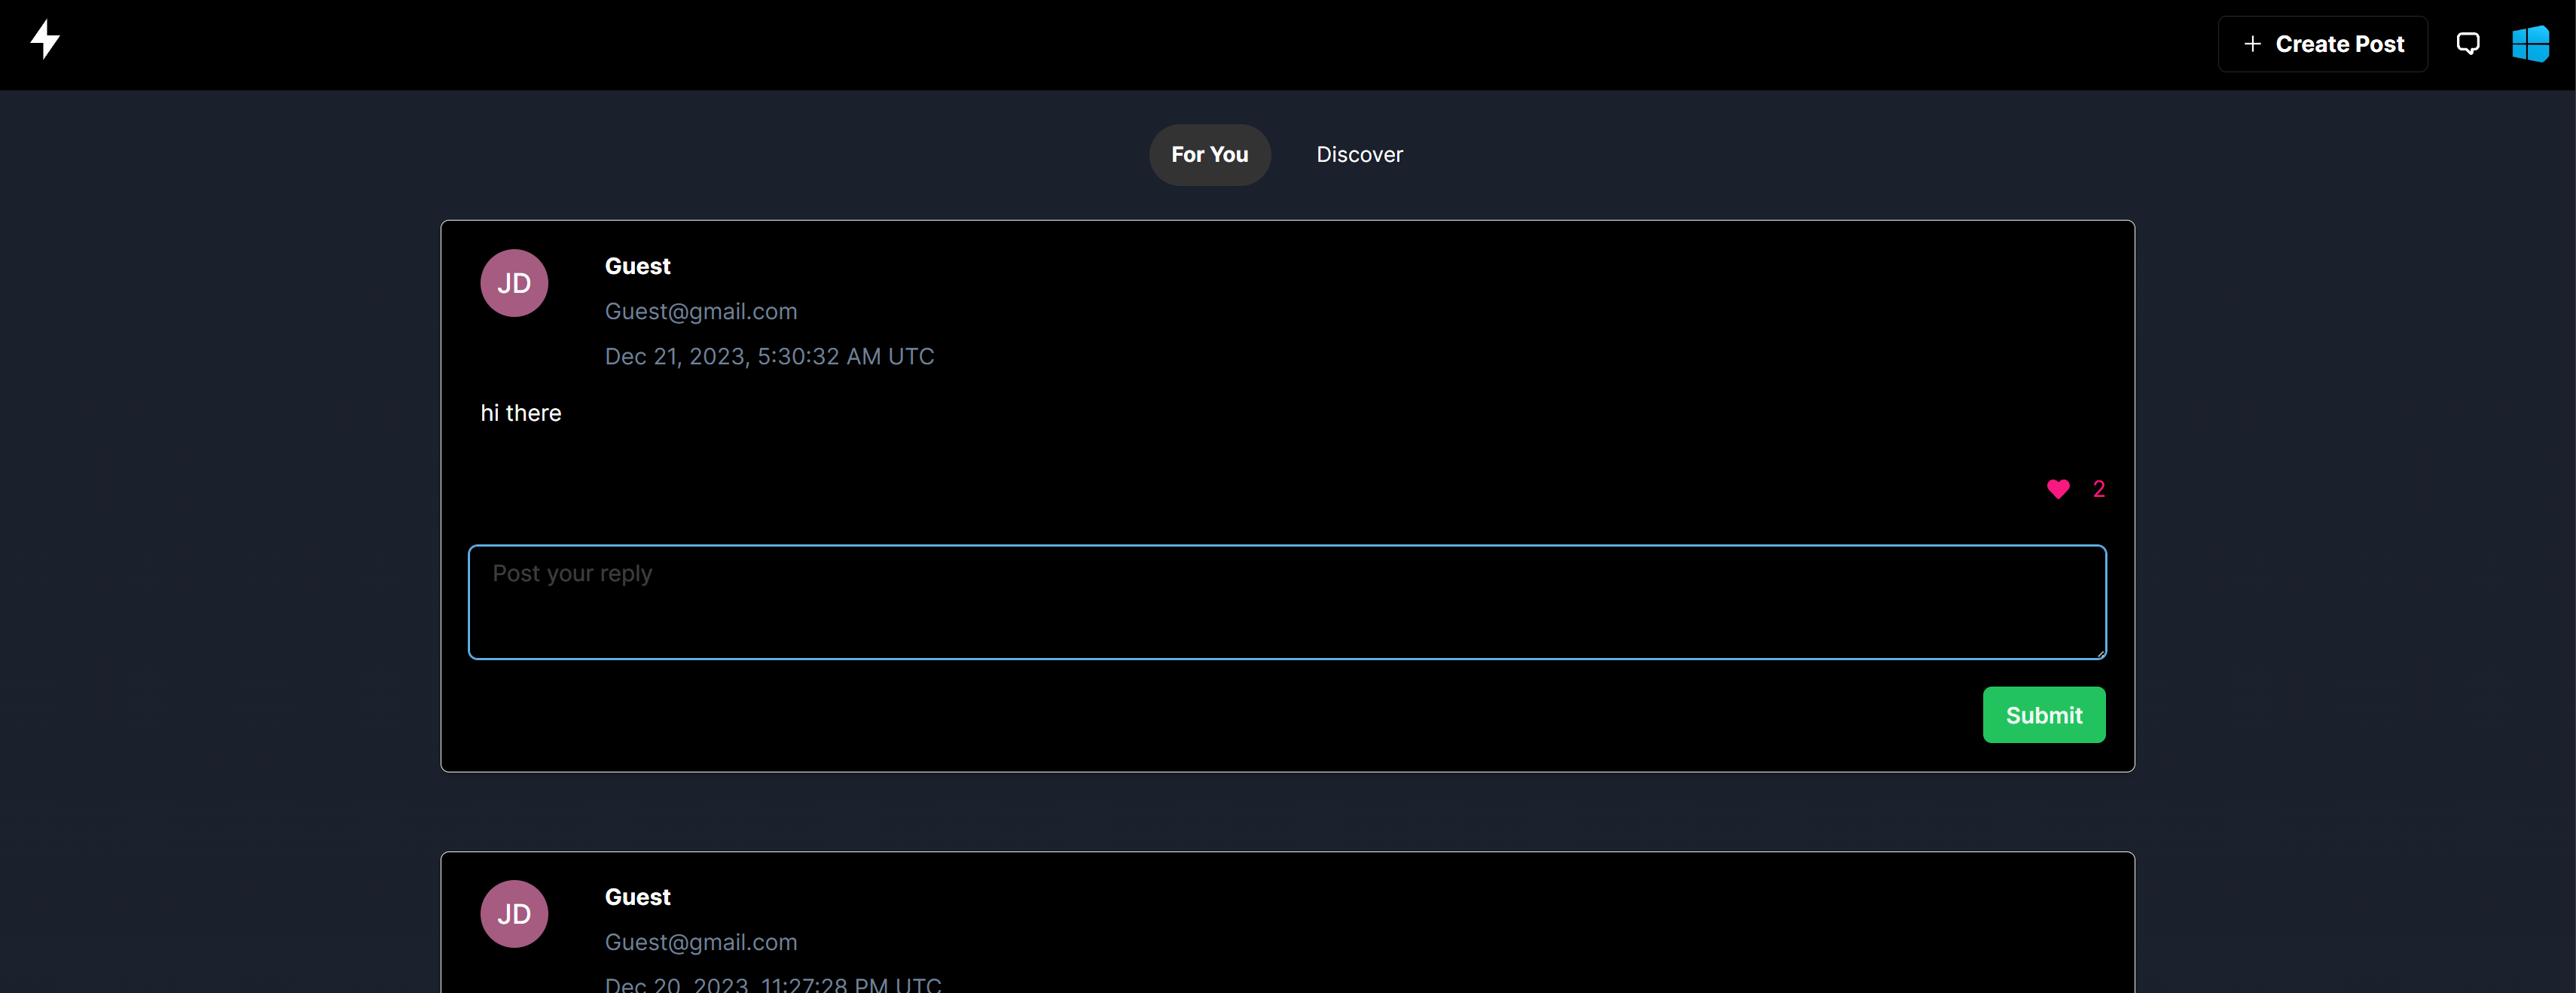 + Create Post
For You
Discover
JD
Guest
Guest@gmail.com
Dec 21, 2023, 5:30:32 AM UTC
hi there
2
Post your reply
Submit
JD
Guest
Guest@gmail.com
Dec 20, 2023, 11:27:28 PM UTC